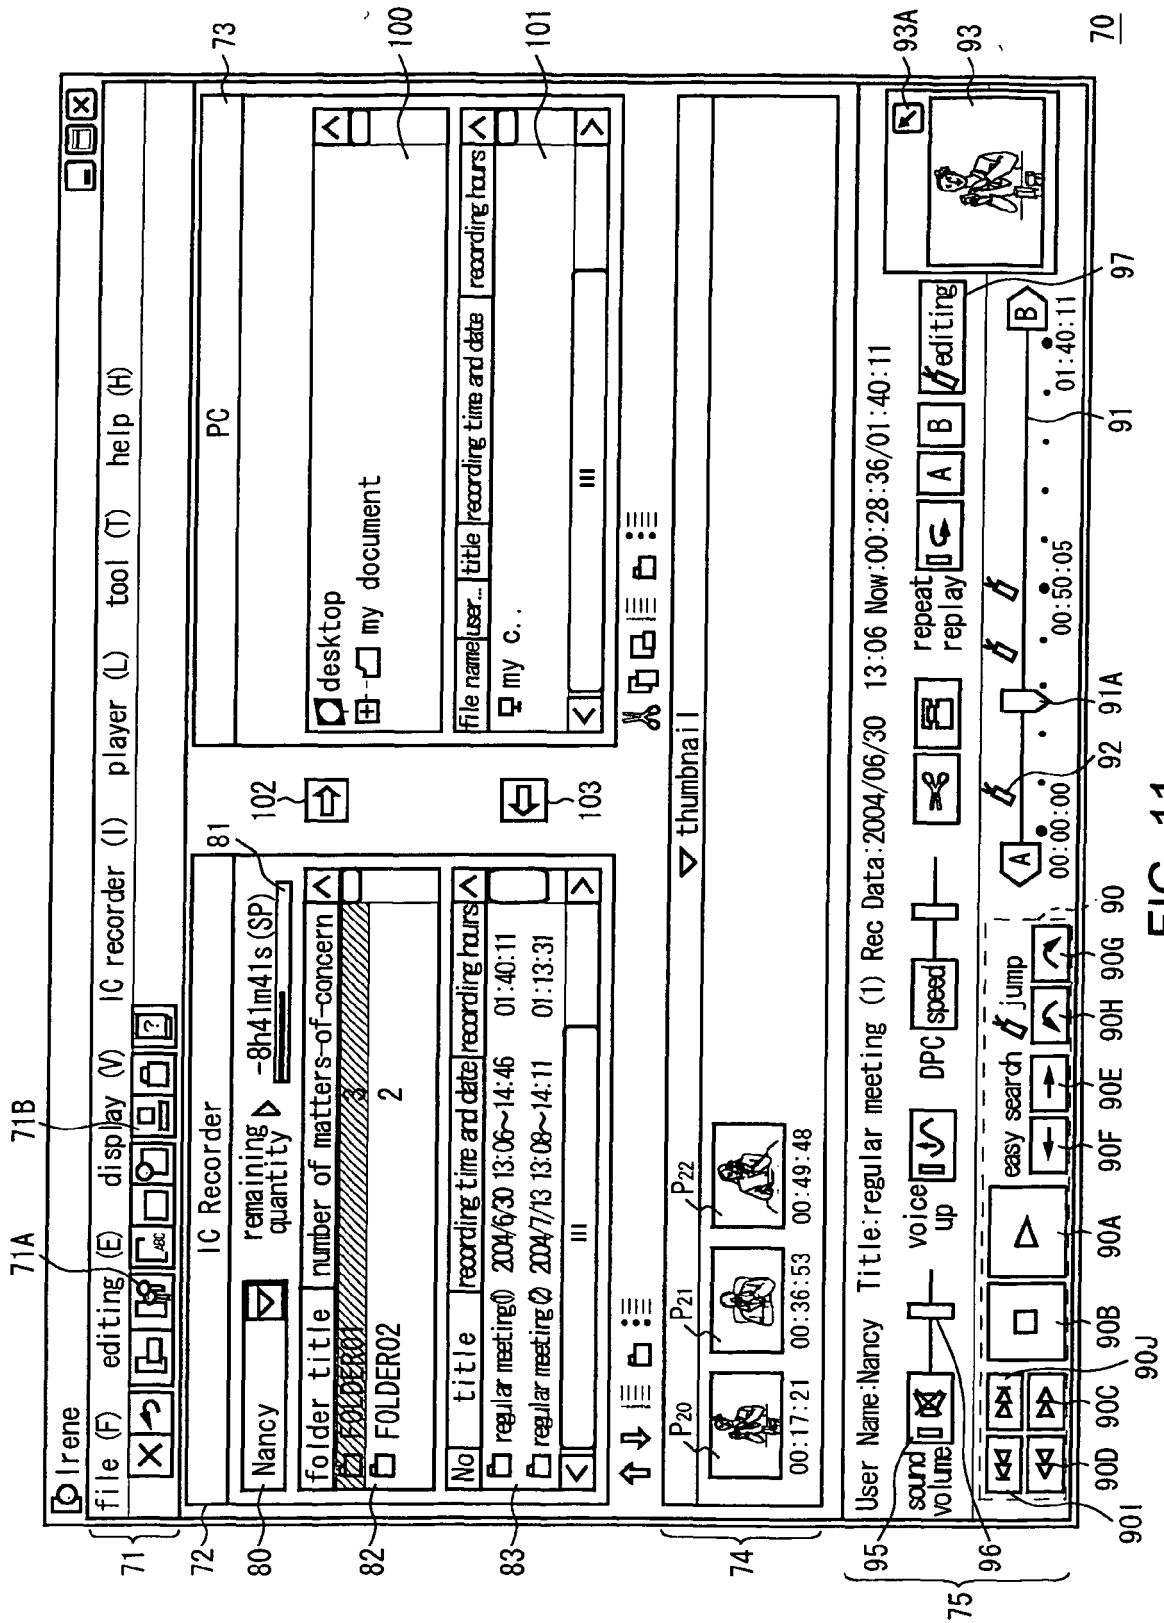 Irene
file (F) editing (E) display (V) IC recorder (I) player (L) tool (T) help (H)
ABC ?
71A
71B
71
72
73
IC Recorder
PC
Nancy
remaining quantity
-8h41m41s(SP)
80
81
folder title number of matters-of-concern
FOLDER01 3
FOLDER02 2
82
No title recording time and date recording hours
regular meeting(1) 2004/6/30 13:06~14:46 01:40:11
regular meeting(2) 2004/7/13 13:08~14:11 01:13:31
83
102
103
desktop
my document
100
file name user... title recording time and date recording hours
my c..
101
thumbnail
P20
P21
P22
00:17:21
00:36:53
00:49:48
74
User Name:Nancy Title:regular meeting (1) Rec Data:2004/06/30 13:06 Now:00:28:36/01:40:11
sound volume
voice up
DPC
speed
repeat replay
A
B
editing
95
96
97
75
easy search
jump
A
B
00:00:00
00:50:05
01:40:11
90I
90D
90C
90J
90B
90A
90F
90E
90H
90G
90
92
91A
91
93A
93
70
FIG. 11